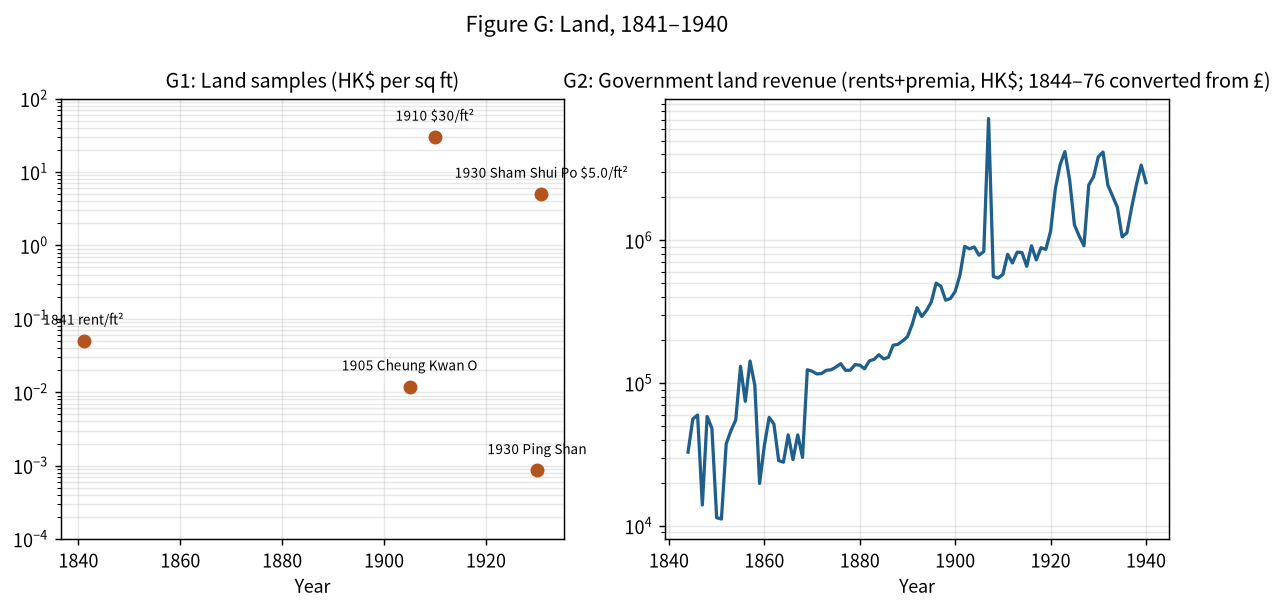 Figure G: Land, 1841–1940
G1: Land samples (HK$ per sq ft)
10²
10¹
10⁰
10⁻¹
10⁻²
10⁻³
10⁻⁴
1910 $30/ft²
1930 Sham Shui Po $5.0/ft²
1841 rent/ft²
1905 Cheung Kwan O
1930 Ping Shan
1840 1860 1880 1900 1920
Year
G2: Government land revenue (rents+premia, HK$; 1844–76 converted from £)
10⁶
10⁵
10⁴
1840 1860 1880 1900 1920 1940
Year